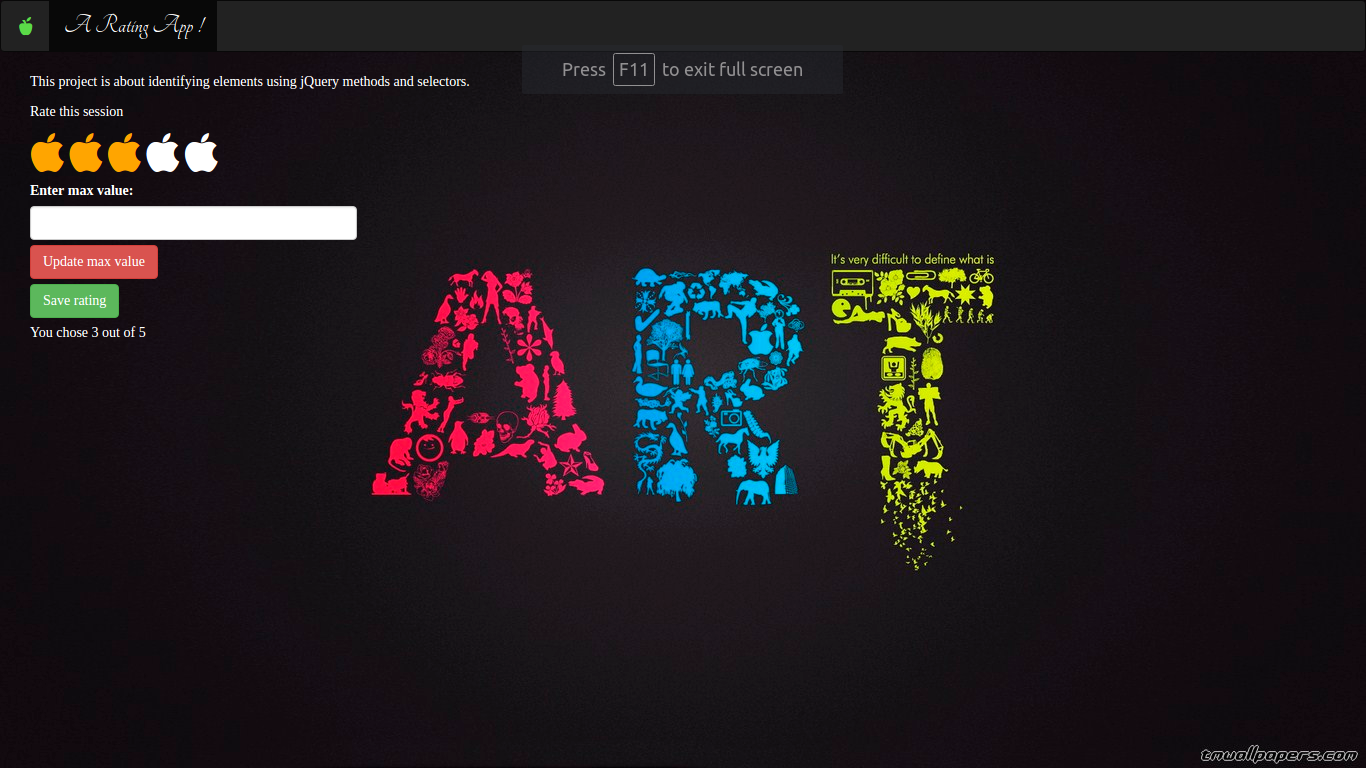 A Rating App !
Press F11 to exit full screen
This project is about identifying elements using jQuery methods and selectors.
Rate this session
Enter max value:
Update max value
Save rating
You chose 3 out of 5
It's very difficult to define what is
ART
tmwallpapers.com